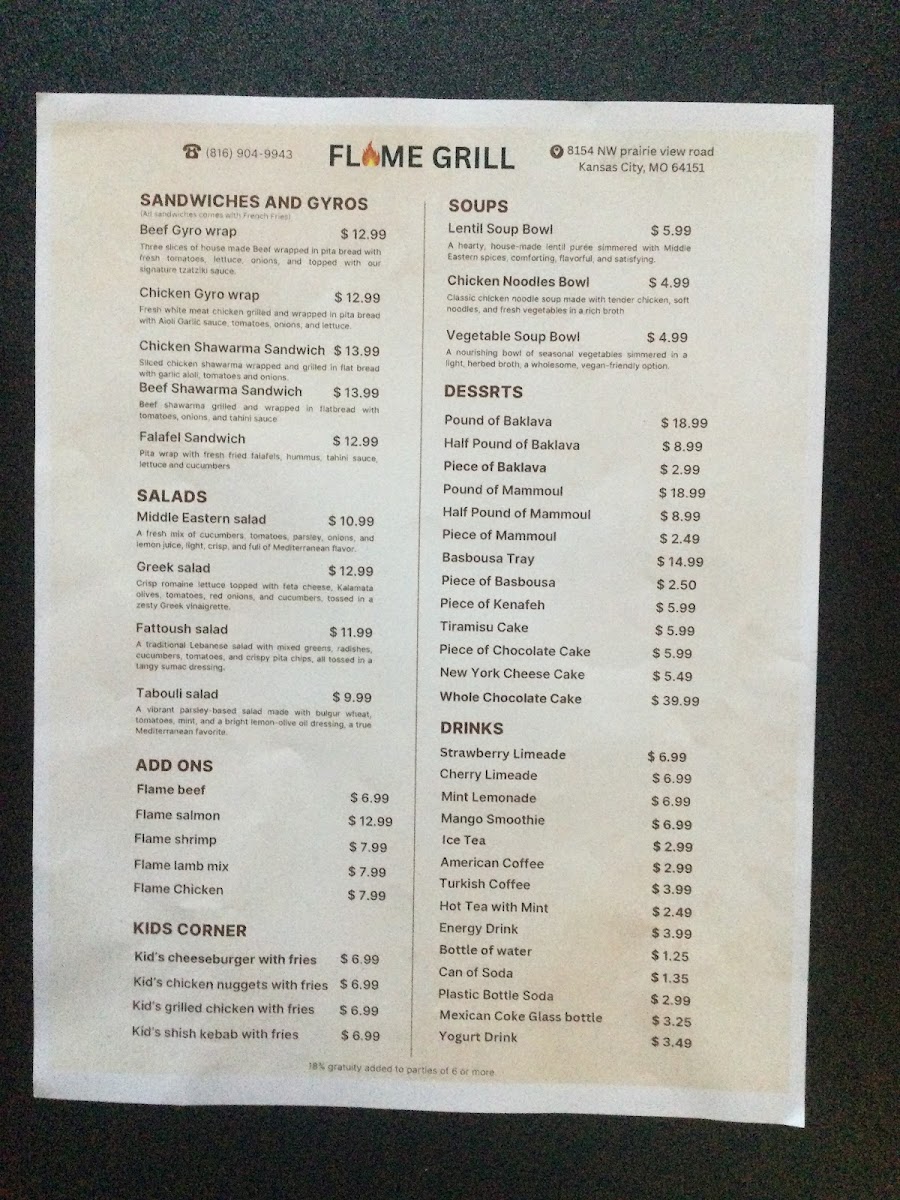 (816) 904-9943
FLAME GRILL
8154 NW prairie view road
Kansas City, MO 64151
SANDWICHES AND GYROS
(All sandwiches comes with French Fries)
Beef Gyro wrap $ 12.99
Three slices of house made Beef wrapped in pita bread with
fresh tomatoes, lettuce, onions, and topped with our
signature tzatziki sauce.
Chicken Gyro wrap $ 12.99
Fresh white meat chicken grilled and wrapped in pita bread
with Aioli Garlic sauce, tomatoes, onions, and lettuce.
Chicken Shawarma Sandwich $ 13.99
Sliced chicken shawarma wrapped and grilled in flat bread
with garlic aioli, tomatoes and onions.
Beef Shawarma Sandwich $ 13.99
Beef shawarma grilled and wrapped in flatbread with
tomatoes, onions, and tahini sauce
Falafel Sandwich $ 12.99
Pita wrap with fresh fried falafels, hummus, tahini sauce,
lettuce and cucumbers
SALADS
Middle Eastern salad $ 10.99
A fresh mix of cucumbers, tomatoes, parsley, onions, and
lemon juice, light, crisp, and full of Mediterranean flavor.
Greek salad $ 12.99
Crisp romaine lettuce topped with feta cheese, Kalamata
olives, tomatoes, red onions, and cucumbers, tossed in a
zesty Greek vinaigrette.
Fattoush salad $ 11.99
A traditional Lebanese salad with mixed greens, radishes,
cucumbers, tomatoes, and crispy pita chips, all tossed in a
tangy sumac dressing.
Tabouli salad $ 9.99
A vibrant parsley-based salad made with bulgur wheat,
tomatoes, mint, and a bright lemon-olive oil dressing, a true
Mediterranean favorite.
ADD ONS
Flame beef $ 6.99
Flame salmon $ 12.99
Flame shrimp $ 7.99
Flame lamb mix $ 7.99
Flame Chicken $ 7.99
KIDS CORNER
Kid's cheeseburger with fries $ 6.99
Kid's chicken nuggets with fries $ 6.99
Kid's grilled chicken with fries $ 6.99
Kid's shish kebab with fries $ 6.99
SOUPS
Lentil Soup Bowl $ 5.99
A hearty, house-made lentil purée simmered with Middle
Eastern spices, comforting, flavorful, and satisfying.
Chicken Noodles Bowl $ 4.99
Classic chicken noodle soup made with tender chicken, soft
noodles, and fresh vegetables in a rich broth
Vegetable Soup Bowl $ 4.99
A nourishing bowl of seasonal vegetables simmered in a
light, herbed broth, a wholesome, vegan-friendly option.
DESSRTS
Pound of Baklava $ 18.99
Half Pound of Baklava $ 8.99
Piece of Baklava $ 2.99
Pound of Mammoul $ 18.99
Half Pound of Mammoul $ 8.99
Piece of Mammoul $ 2.49
Basbousa Tray $ 14.99
Piece of Basbousa $ 2.50
Piece of Kenafeh $ 5.99
Tiramisu Cake $ 5.99
Piece of Chocolate Cake $ 5.99
New York Cheese Cake $ 5.49
Whole Chocolate Cake $ 39.99
DRINKS
Strawberry Limeade $ 6.99
Cherry Limeade $ 6.99
Mint Lemonade $ 6.99
Mango Smoothie $ 6.99
Ice Tea $ 2.99
American Coffee $ 2.99
Turkish Coffee $ 3.99
Hot Tea with Mint $ 2.49
Energy Drink $ 3.99
Bottle of water $ 1.25
Can of Soda $ 1.35
Plastic Bottle Soda $ 2.99
Mexican Coke Glass bottle $ 3.25
Yogurt Drink $ 3.49
18% gratuity added to parties of 6 or more.